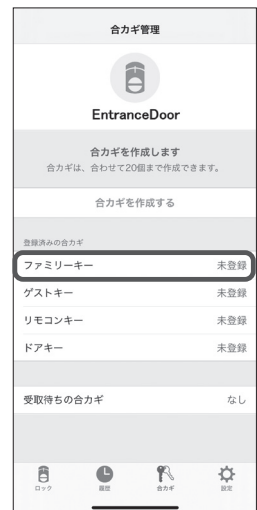 合カギ管理
EntranceDoor
合カギを作成します
合カギは、合わせて20個まで作成できます。
合カギを作成する
登録済みの合カギ
ファミリーキー 未登録
ゲストキー 未登録
リモコンキー 未登録
ドアキー 未登録
受取待ちの合カギ なし
ロック 履歴 合カギ 設定